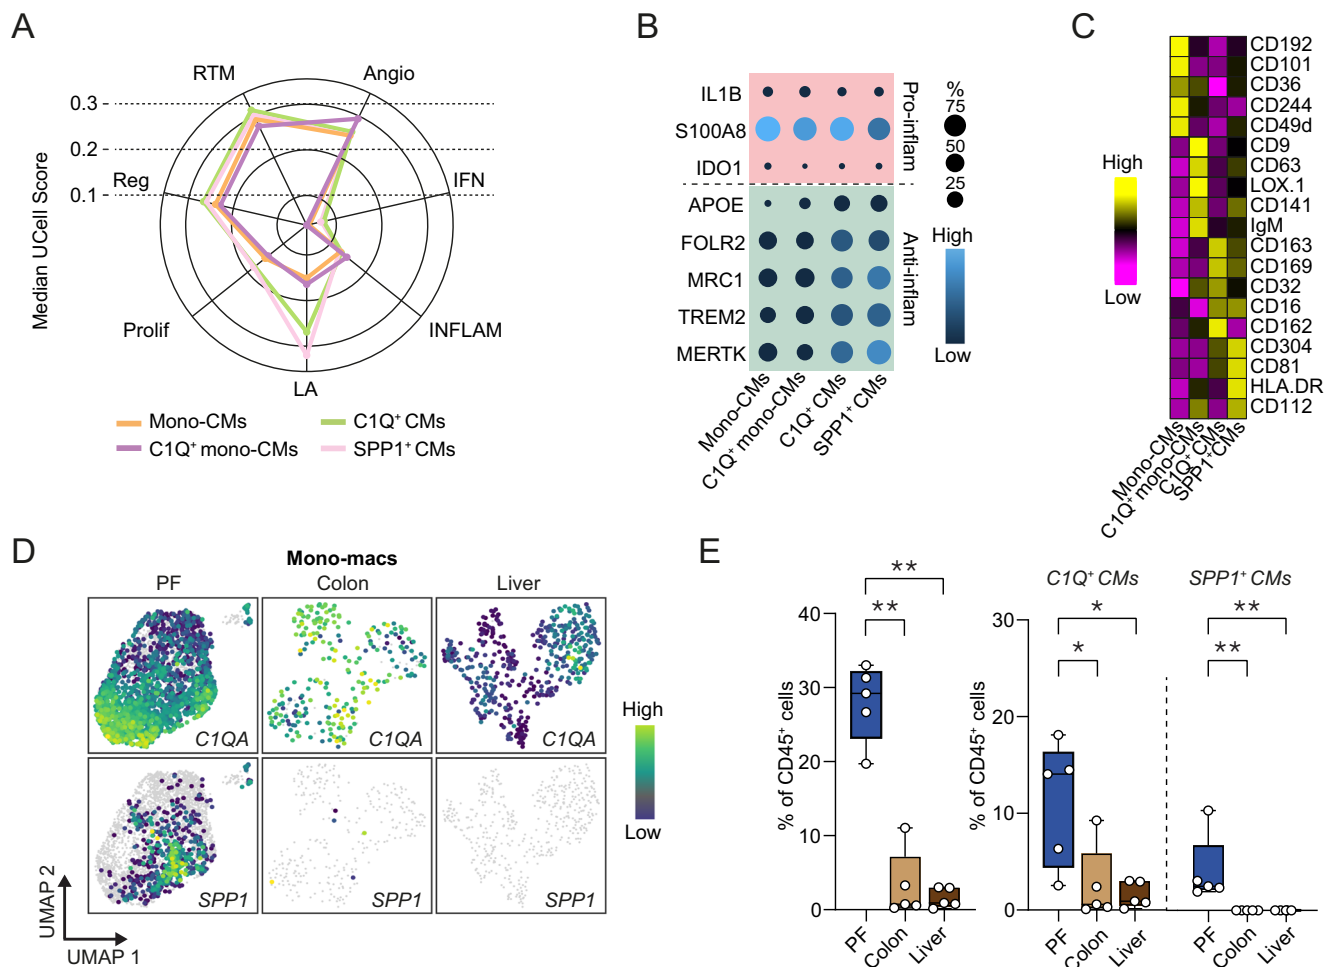 A
RTM
Angio
0.3
0.2
Reg
IFN
0.1
Median UCell Score
Prolif
INFLAM
LA
Mono-CMs
C1Q+ CMs
C1Q+ mono-CMs
SPP1+ CMs
B
IL1B
S100A8
IDO1
APOE
FOLR2
MRC1
TREM2
MERTK
Pro-inflam
Anti-inflam
%
75
50
25
High
Low
Mono-CMs
C1Q+ mono-CMs
C1Q+ CMs
SPP1+ CMs
C
High
Low
CD192
CD101
CD36
CD244
CD49d
CD9
CD63
LOX.1
CD141
IgM
CD163
CD169
CD32
CD16
CD162
CD304
CD81
HLA.DR
CD112
Mono-CMs
C1Q+ mono-CMs
C1Q+ CMs
SPP1+CMs
D
Mono-macs
PF
Colon
Liver
C1QA
C1QA
C1QA
High
Low
SPP1
SPP1
SPP1
UMAP 2
UMAP 1
E
**
**
40
30
20
10
0
% of CD45+ cells
PF
Colon
Liver
C1Q+ CMs
SPP1+ CMs
*
*
**
**
30
20
10
0
% of CD45+ cells
PF
Colon
Liver
PF
Colon
Liver